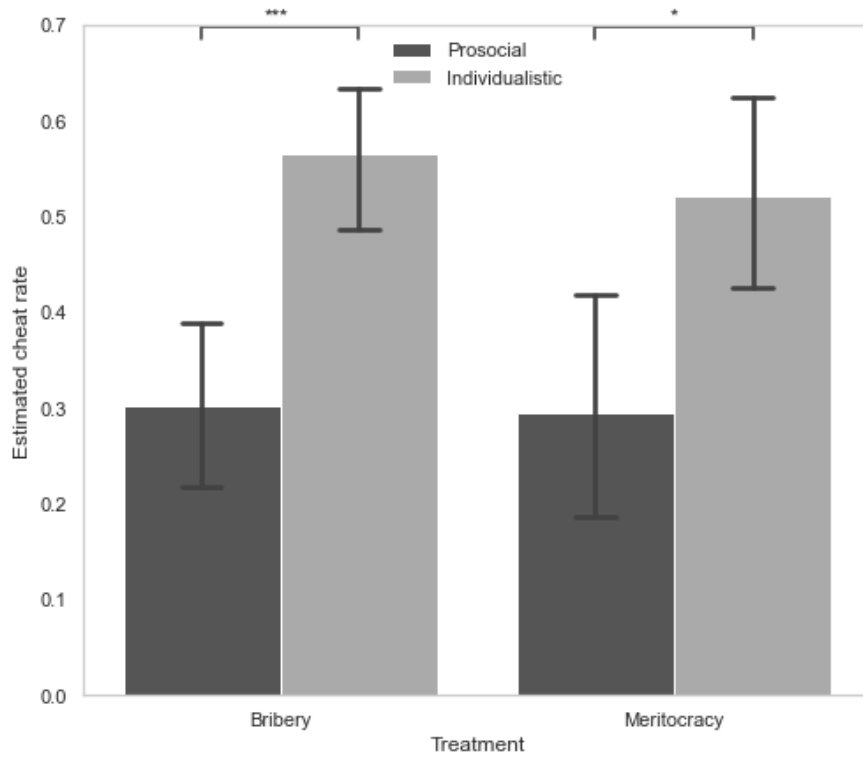 *** *
0.7
Prosocial
Individualistic
0.6
0.5
0.4
0.3
0.2
0.1
0.0
Estimated cheat rate
Bribery Meritocracy
Treatment